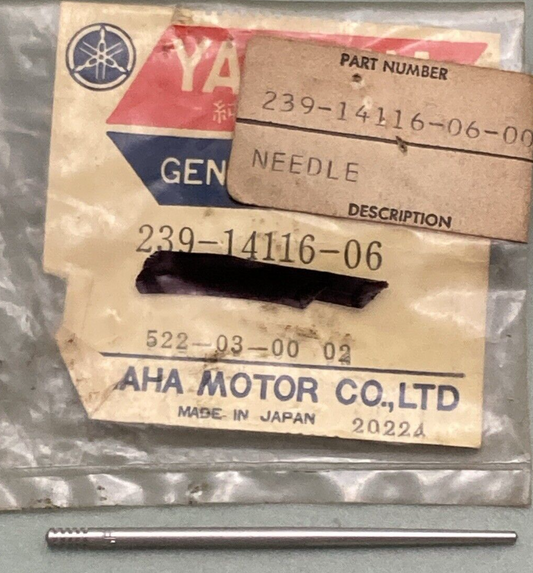 YA
純
GEN
PART NUMBER
239-14116-06-00
NEEDLE
DESCRIPTION
239-14116-06
522-03-00 02
AHA MOTOR CO.,LTD
MADE IN JAPAN
20224